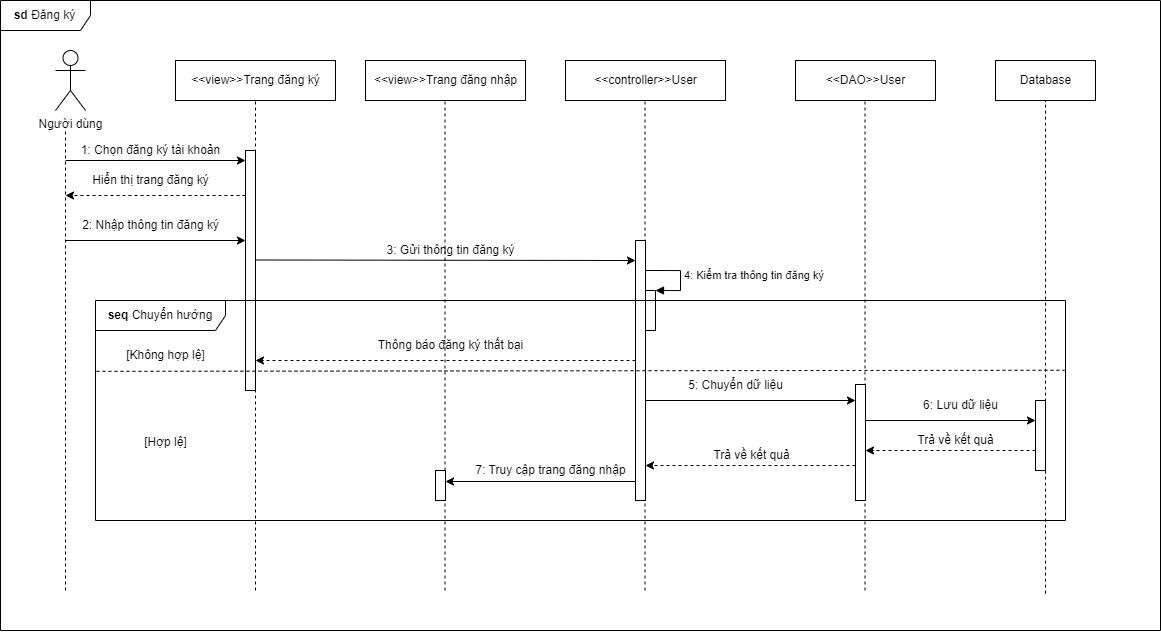 sd Đăng ký
<<view>>Trang đăng ký
<<view>>Trang đăng nhập
<<controller>>User
<<DAO>>User
Database
Người dùng
1: Chọn đăng ký tài khoản
Hiển thị trang đăng ký
2: Nhập thông tin đăng ký
3: Gửi thông tin đăng ký
4: Kiểm tra thông tin đăng ký
seq Chuyển hướng
Thông báo đăng ký thất bại
[Không hợp lệ]
5: Chuyển dữ liệu
6: Lưu dữ liệu
[Hợp lệ]
Trả về kết quả
Trả về kết quả
7: Truy cập trang đăng nhập